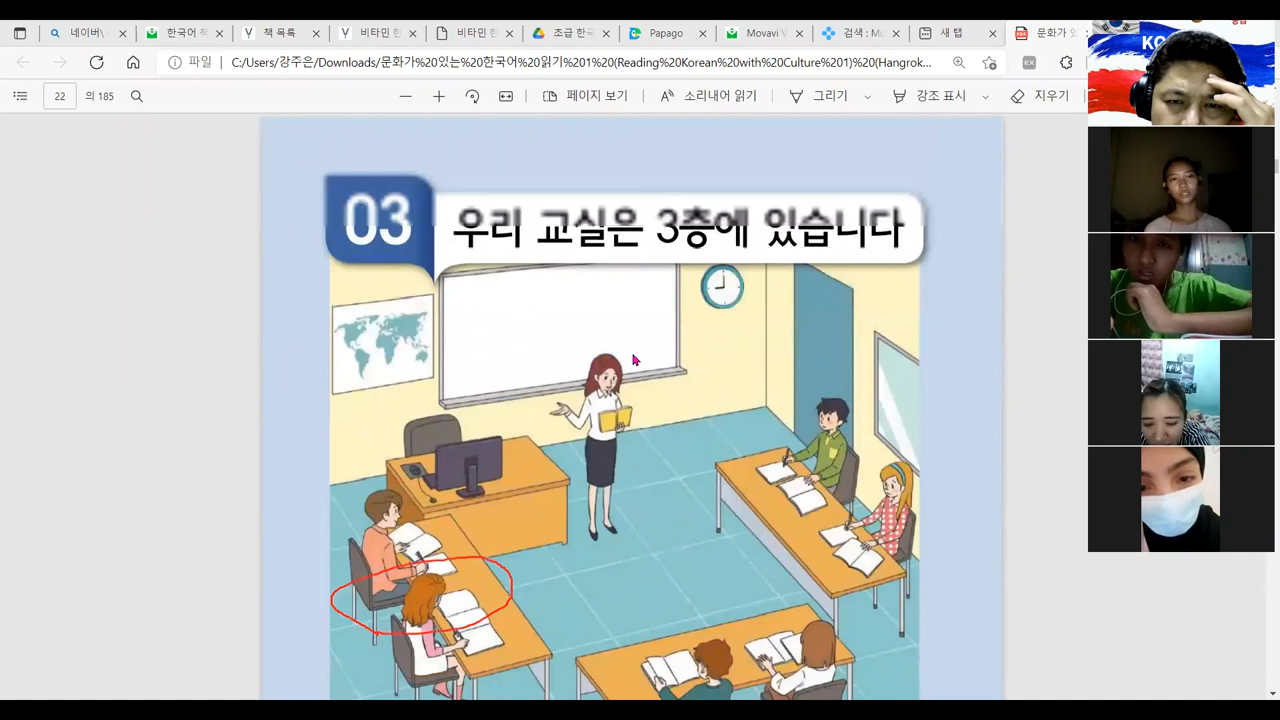 네이버\
한국어 책
책 목록
비타민 한
비타민 한
초급 한국
Papago
Movavi V
검색 : Mo
새 탭
문화가 있
파일
C:/Users/강주은/Downloads/문화가%20있는%20한국어%20읽기%201%20(Reading%20Korean%20with%20Culture%201)%20(Hangrok...
EX
22 의 185
페이지 보기
소리내어 읽기
그리기
강조 표시
지우기
03 우리 교실은 3층에 있습니다